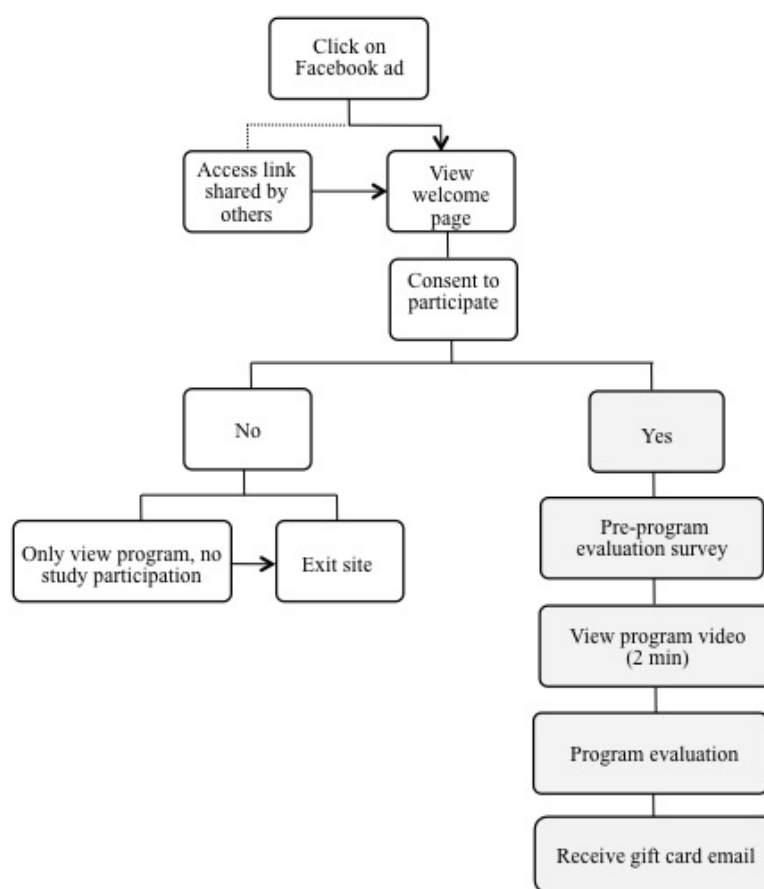 Click on
Facebook ad
Access link
shared by
others
View
welcome
page
Consent to
participate
No
Yes
Only view program, no
study participation
Exit site
Pre-program
evaluation survey
View program video
(2 min)
Program evaluation
Receive gift card email